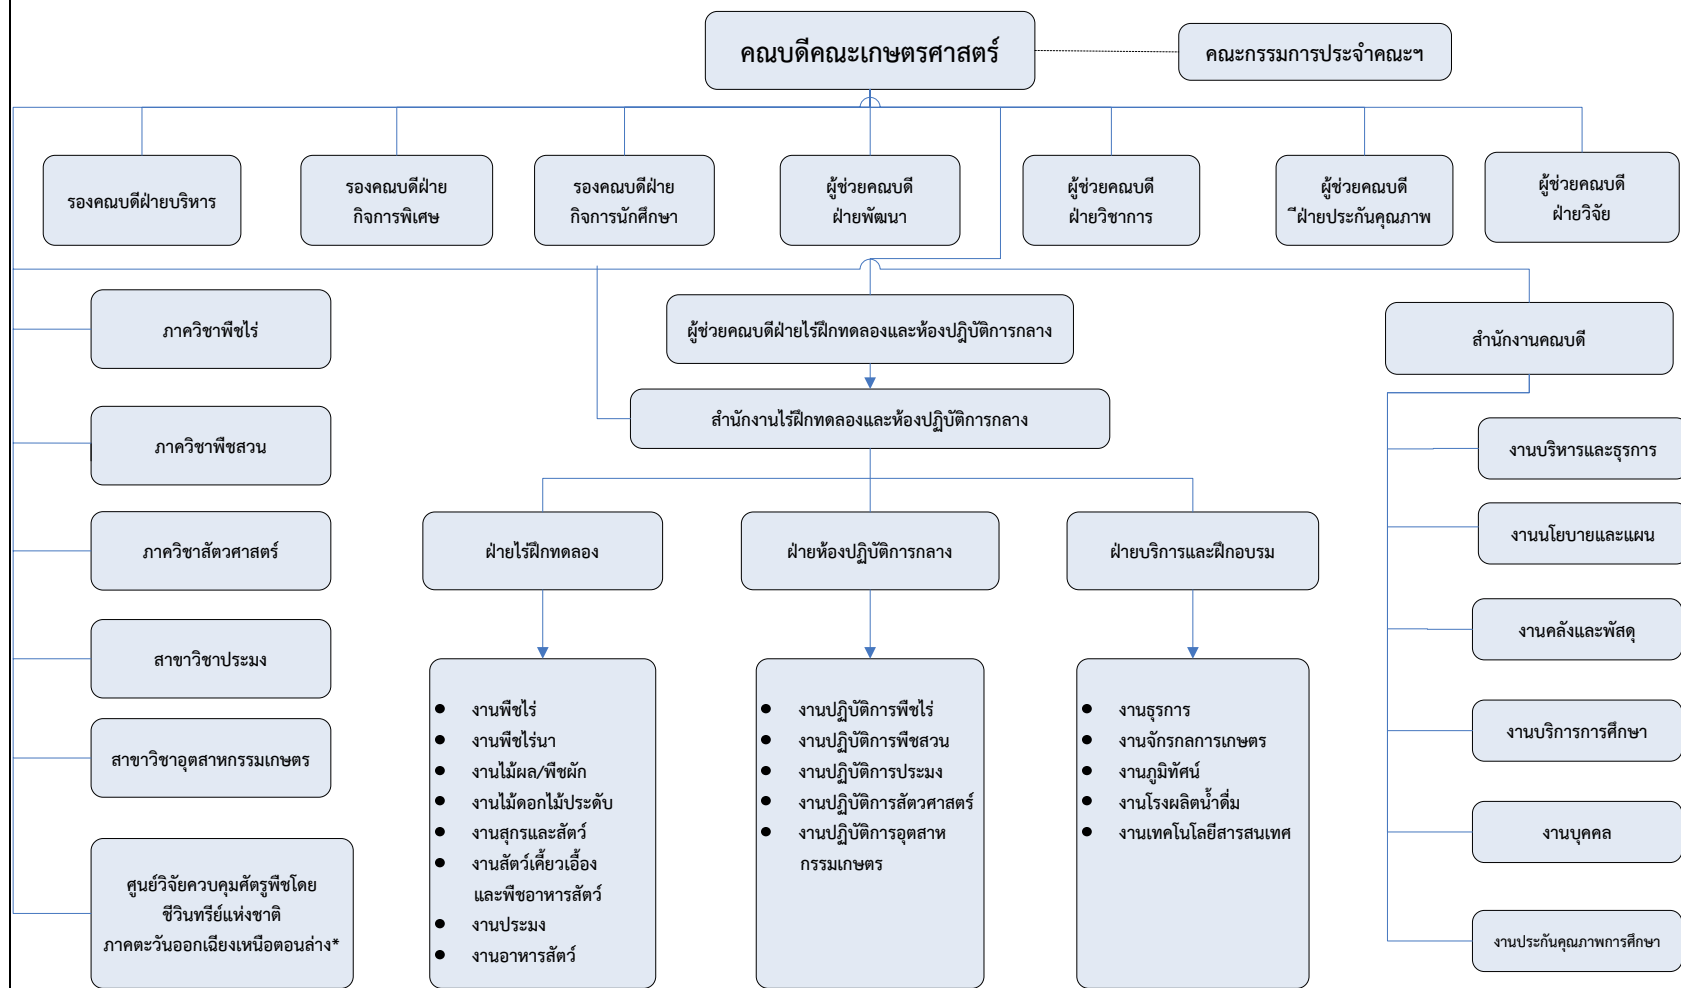 คณบดีคณะเกษตรศาสตร์
คณะกรรมการประจำคณะฯ
รองคณบดีฝ่ายบริหาร
รองคณบดีฝ่าย
กิจการพิเศษ
รองคณบดีฝ่าย
กิจการนักศึกษา
ผู้ช่วยคณบดี
ฝ่ายพัฒนา
ผู้ช่วยคณบดี
ฝ่ายวิชาการ
ผู้ช่วยคณบดี
ีฝ่ายประกันคุณภาพ
ผู้ช่วยคณบดี
ฝ่ายวิจัย
ผู้ช่วยคณบดีฝ่ายไร่ฝึกทดลองและห้องปฎิบัติการกลาง
สำนักงานไร่ฝึกทดลองและห้องปฏิบัติการกลาง
สำนักงานคณบดี
ภาควิชาพืชไร่
ภาควิชาพืชสวน
ภาควิชาสัตวศาสตร์
สาขาวิชาประมง
สาขาวิชาอุตสาหกรรมเกษตร
ศูนย์วิจัยควบคุมศัตรูพืชโดย
ชีวินทรีย์แห่งชาติ
ภาคตะวันออกเฉียงเหนือตอนล่าง*
ฝ่ายไร่ฝึกทดลอง
● งานพืชไร่
● งานพืชไร่นา
● งานไม้ผล/พืชผัก
● งานไม้ดอกไม้ประดับ
● งานสุกรและสัตว์
● งานสัตว์เคี้ยวเอื้อง
และพืชอาหารสัตว์
● งานประมง
● งานอาหารสัตว์
ฝ่ายห้องปฏิบัติการกลาง
● งานปฏิบัติการพืชไร่
● งานปฏิบัติการพืชสวน
● งานปฏิบัติการประมง
● งานปฏิบัติการสัตวศาสตร์
● งานปฏิบัติการอุตสาห
กรรมเกษตร
ฝ่ายบริการและฝึกอบรม
● งานธุรการ
● งานจักรกลการเกษตร
● งานภูมิทัศน์
● งานโรงผลิตน้ำดื่ม
● งานเทคโนโลยีสารสนเทศ
งานบริหารและธุรการ
งานนโยบายและแผน
งานคลังและพัสดุ
งานบริการการศึกษา
งานบุคคล
งานประกันคุณภาพการศึกษา